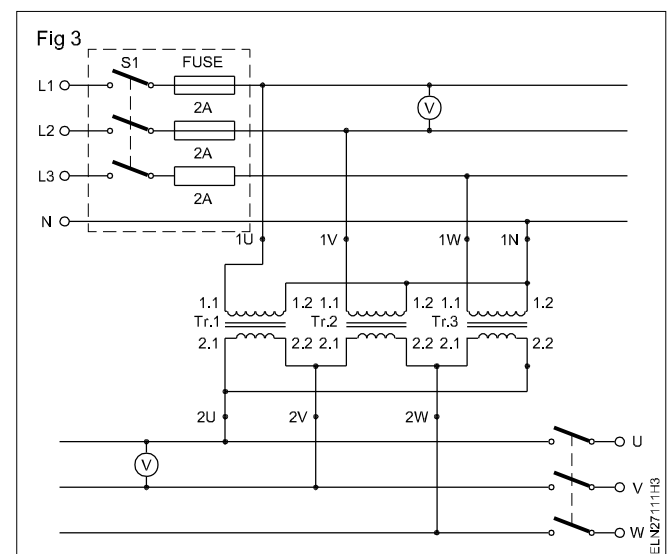 Fig 3
S1 FUSE
L1
2A
L2
2A
L3
2A
N
1U 1V 1W 1N
V
1.1 1.2 1.1 1.2 1.1 1.2
Tr.1 Tr.2 Tr.3
2.1 2.2 2.1 2.2 2.1 2.2
2U 2V 2W
V
U
V
W
ELN27111H3